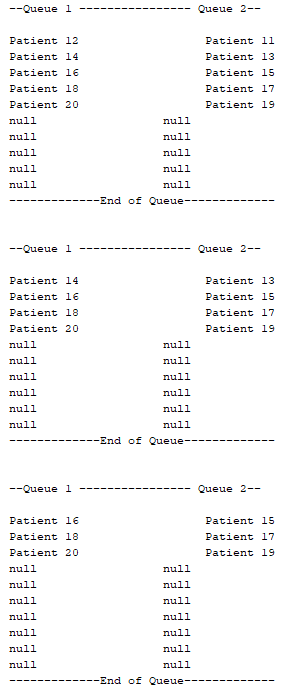 --Queue 1 ---------------- Queue 2--
Patient 12                  Patient 11
Patient 14                  Patient 13
Patient 16                  Patient 15
Patient 18                  Patient 17
Patient 20                  Patient 19
null                  null
null                  null
null                  null
null                  null
null                  null
-------------End of Queue-------------
--Queue 1 ---------------- Queue 2--
Patient 14                  Patient 13
Patient 16                  Patient 15
Patient 18                  Patient 17
Patient 20                  Patient 19
null                  null
null                  null
null                  null
null                  null
null                  null
null                  null
-------------End of Queue-------------
--Queue 1 ---------------- Queue 2--
Patient 16                  Patient 15
Patient 18                  Patient 17
Patient 20                  Patient 19
null                  null
null                  null
null                  null
null                  null
null                  null
null                  null
null                  null
-------------End of Queue-------------